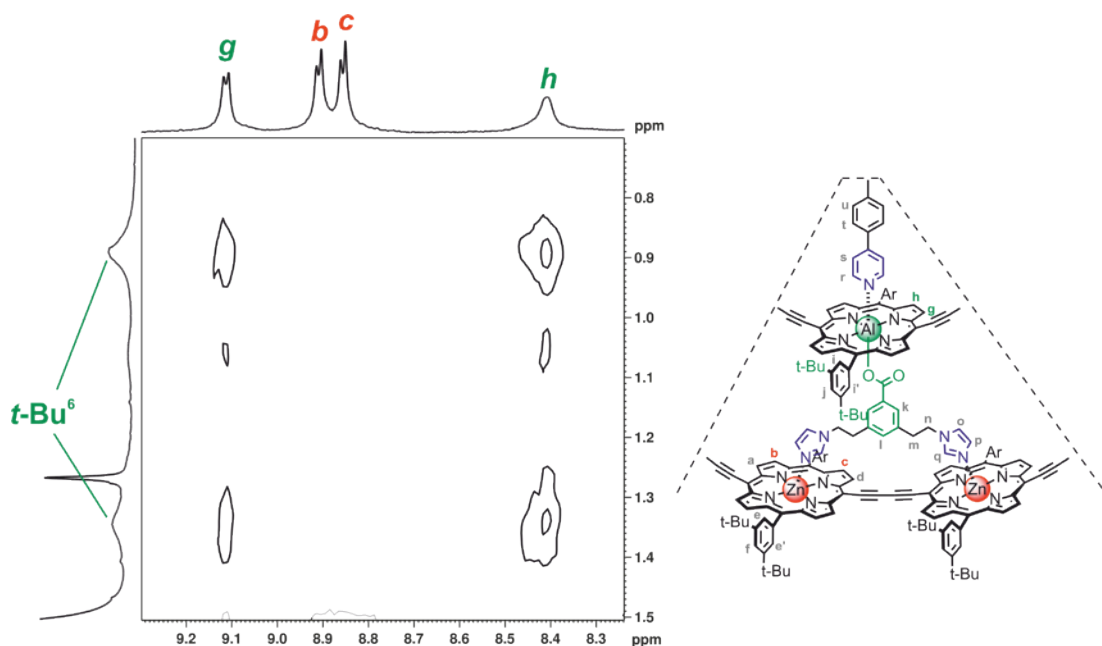 g
b
c
h
ppm
0.8
0.9
1.0
1.1
1.2
1.3
1.4
1.5
t-Bu⁶
9.2 9.1 9.0 8.9 8.8 8.7 8.6 8.5 8.4 8.3 ppm
u
t
s
r
N
Ar
h
g
N N
Al
N N
t-Bu
i
j
i'
O
O
t-Bu
k
l
m
n
N
N
N
o
p
q
N
Ar
a
b
c
d
N N
Zn
N N
Ar
N N
Zn
N N
t-Bu
e
f
e'
t-Bu
t-Bu
t-Bu